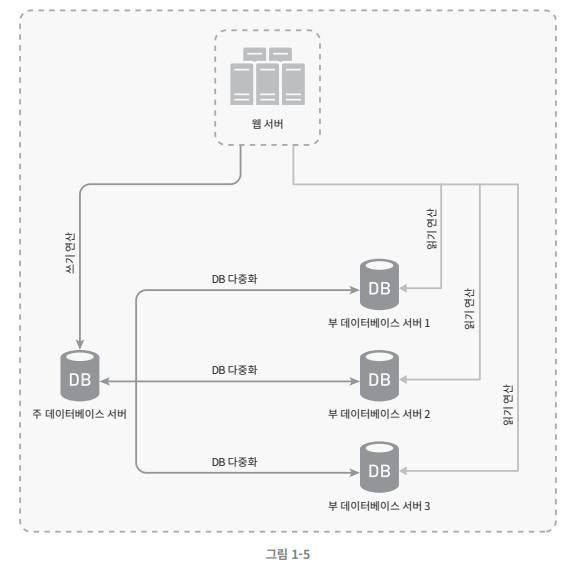 웹 서버
쓰기 연산
읽기 연산
DB 다중화
DB
부 데이터베이스 서버 1
읽기 연산
DB
주 데이터베이스 서버
DB 다중화
DB
부 데이터베이스 서버 2
읽기 연산
DB 다중화
DB
부 데이터베이스 서버 3
그림 1-5